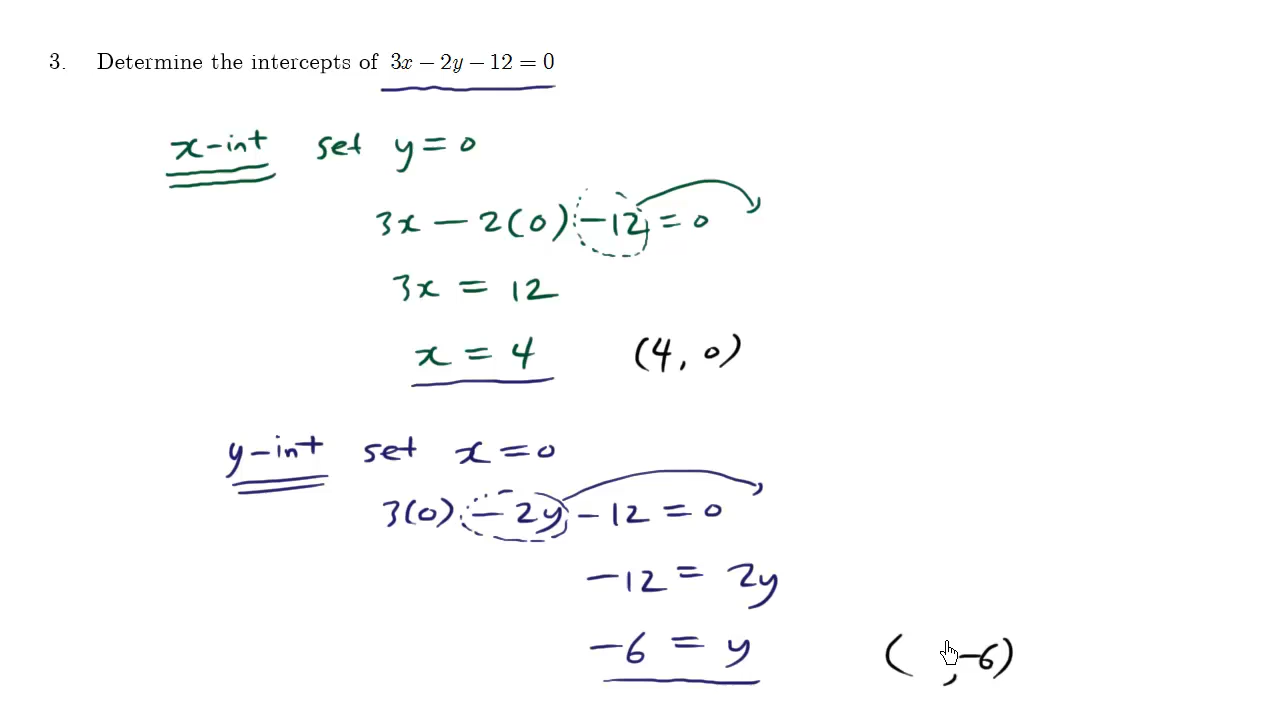 3. Determine the intercepts of 3x − 2y − 12 = 0
x-int set y = 0
3x − 2(0) − 12 = 0
3x = 12
x = 4 (4, 0)
y-int set x = 0
3(0) − 2y − 12 = 0
−12 = 2y
−6 = y ( , −6)